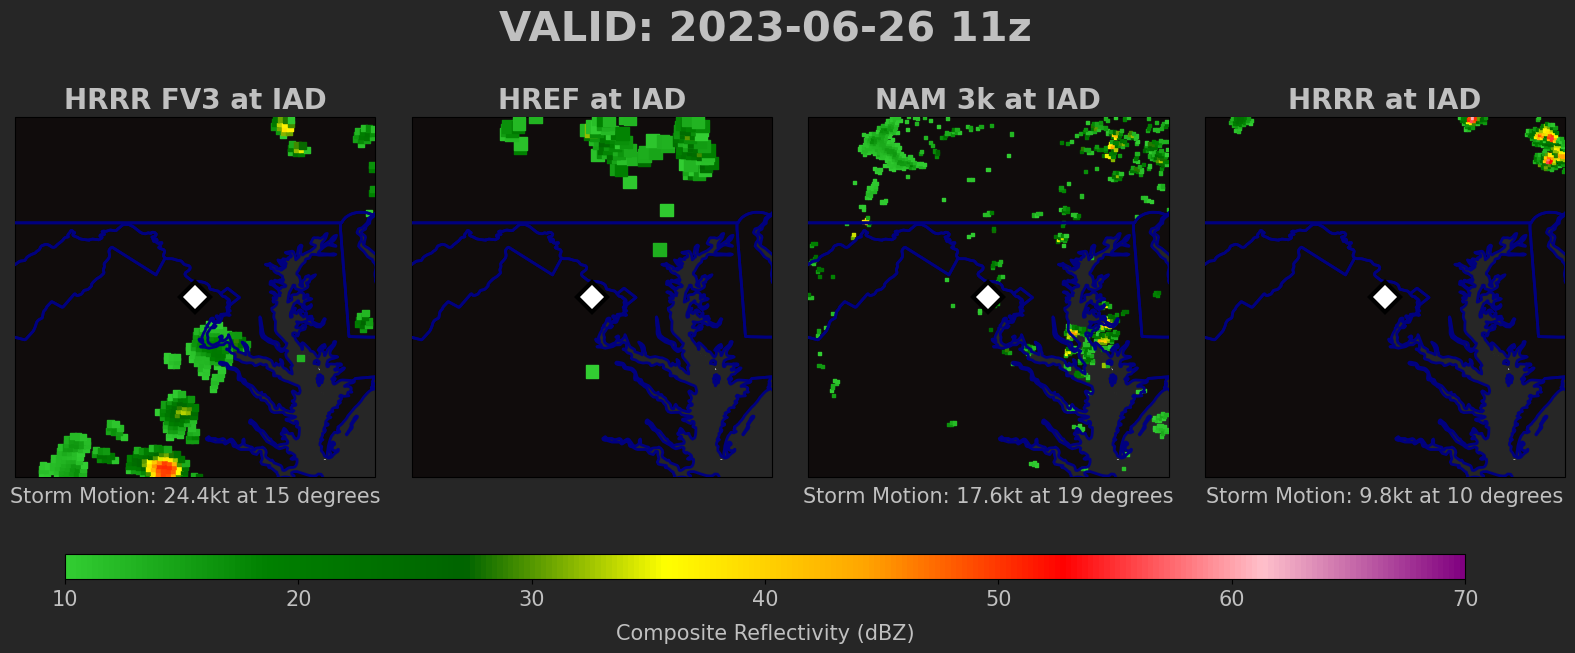 VALID: 2023-06-26 11z
HRRR FV3 at IAD
HREF at IAD
NAM 3k at IAD
HRRR at IAD
Storm Motion: 24.4kt at 15 degrees
Storm Motion: 17.6kt at 19 degrees
Storm Motion: 9.8kt at 10 degrees
10 20 30 40 50 60 70
Composite Reflectivity (dBZ)